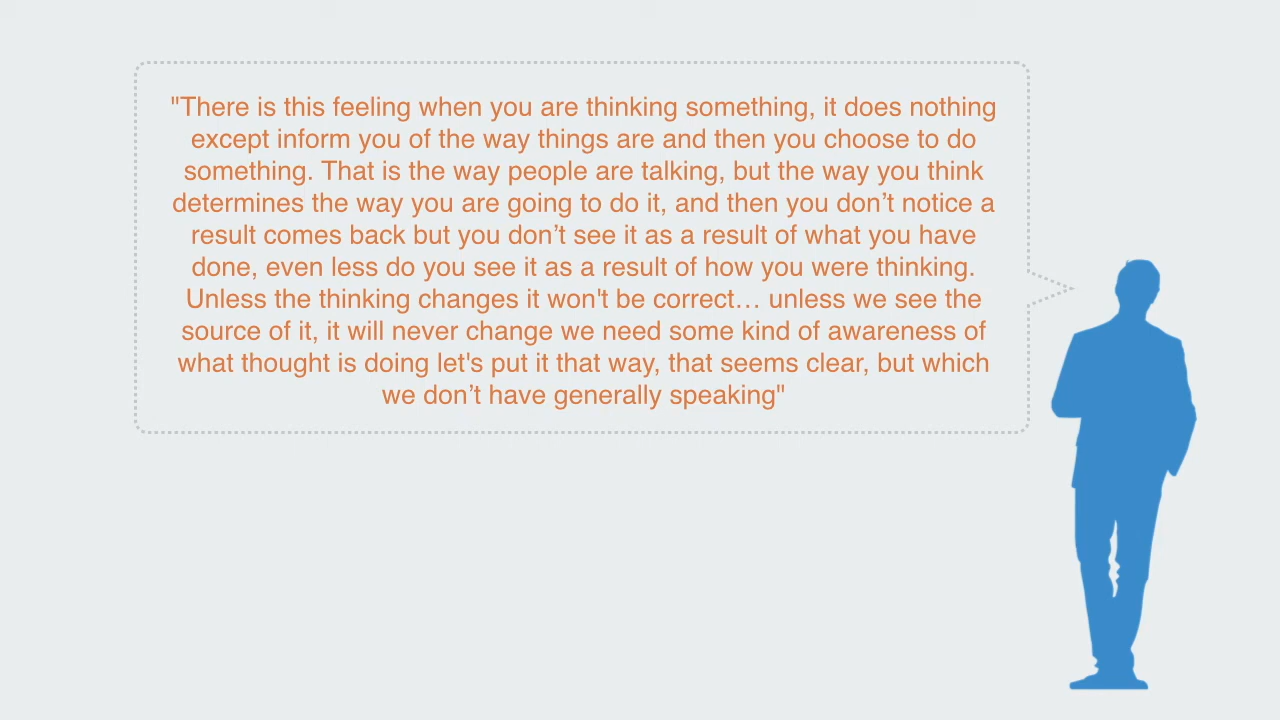 "There is this feeling when you are thinking something, it does nothing
except inform you of the way things are and then you choose to do
something. That is the way people are talking, but the way you think
determines the way you are going to do it, and then you don’t notice a
result comes back but you don’t see it as a result of what you have
done, even less do you see it as a result of how you were thinking.
Unless the thinking changes it won't be correct… unless we see the
source of it, it will never change we need some kind of awareness of
what thought is doing let's put it that way, that seems clear, but which
we don’t have generally speaking"